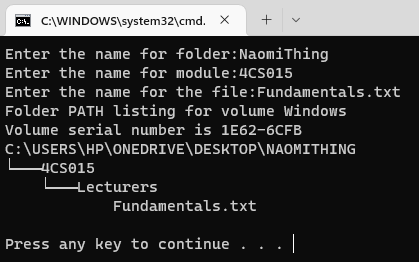 C:\WINDOWS\system32\cmd.
Enter the name for folder:NaomiThing
Enter the name for module:4CS015
Enter the name for the file:Fundamentals.txt
Folder PATH listing for volume Windows
Volume serial number is 1E62-6CFB
C:\USERS\HP\ONEDRIVE\DESKTOP\NAOMITHING
└───4CS015
    └───Lecturers
            Fundamentals.txt
Press any key to continue . . .